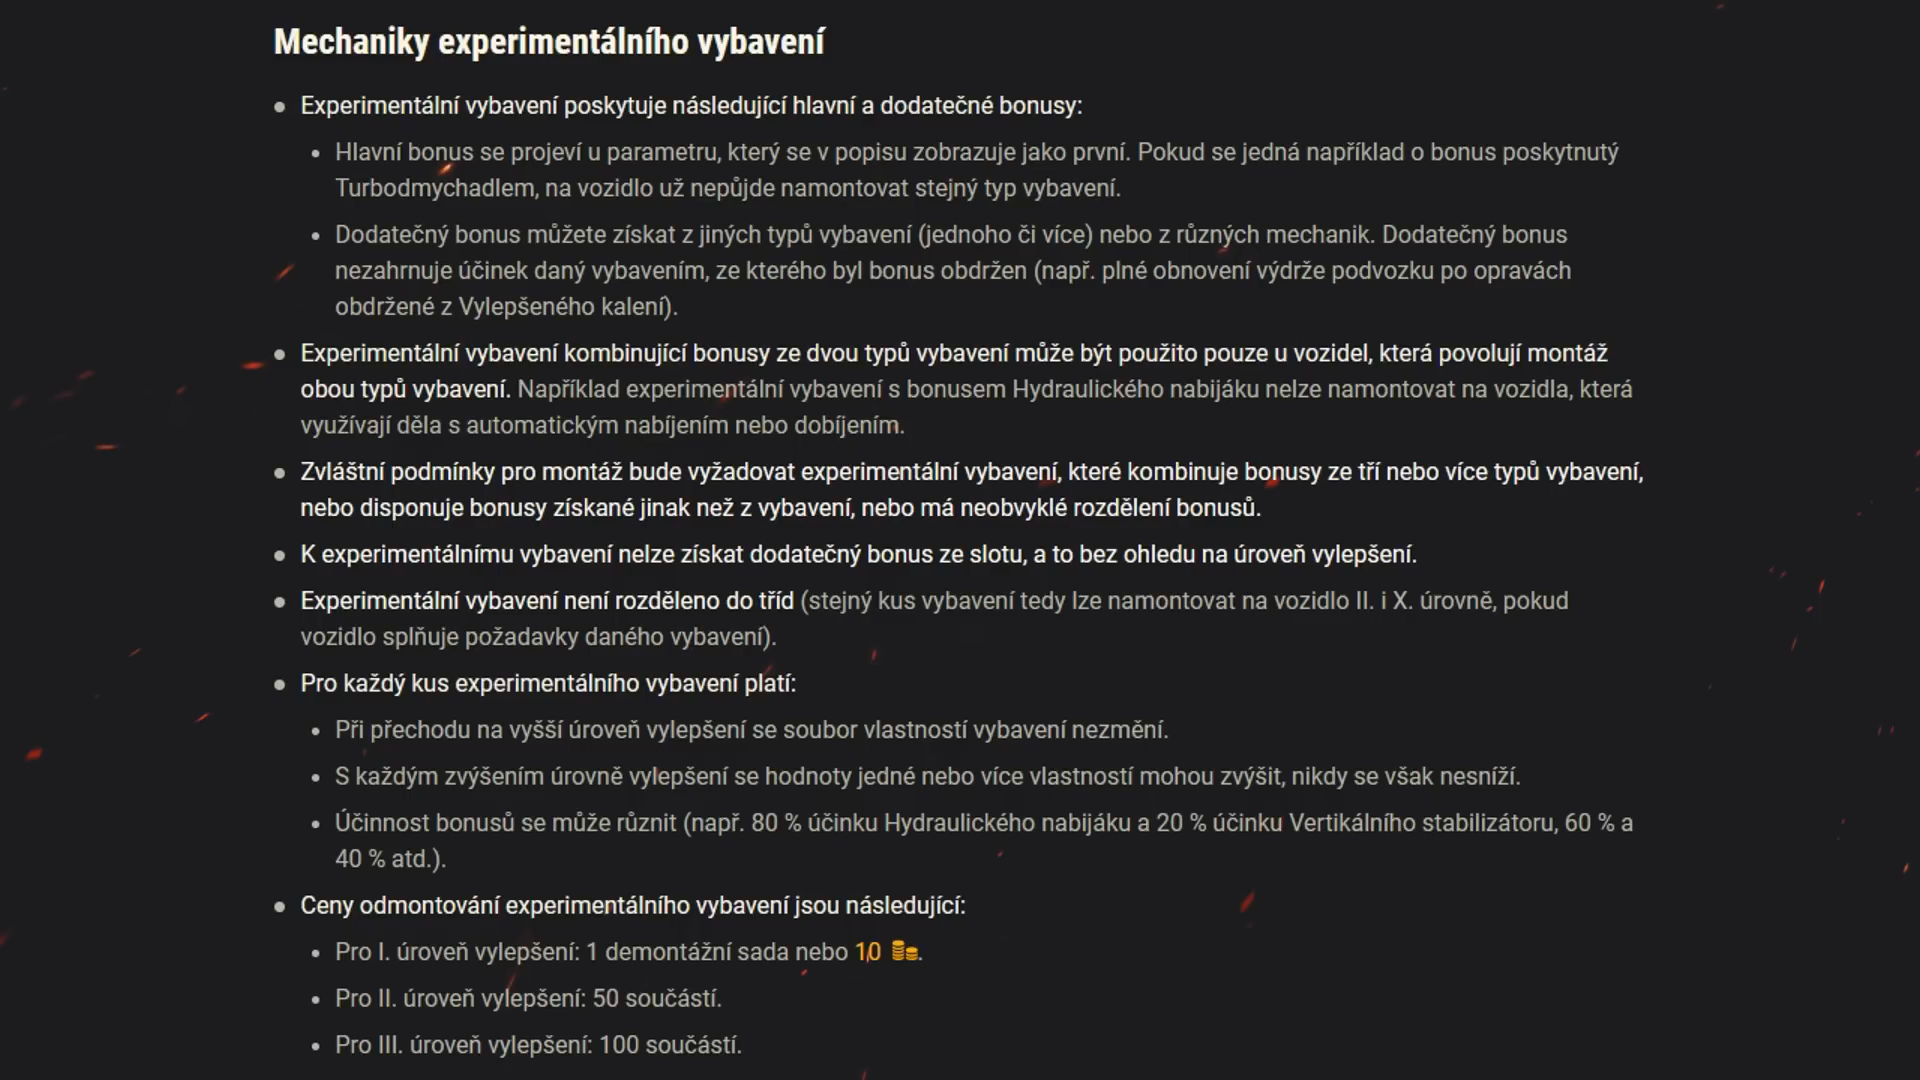 Mechaniky experimentálního vybavení
Experimentální vybavení poskytuje následující hlavní a dodatečné bonusy:
Hlavní bonus se projeví u parametru, který se v popisu zobrazuje jako první. Pokud se jedná například o bonus poskytnutý
Turbodmychadlem, na vozidlo už nepůjde namontovat stejný typ vybavení.
Dodatečný bonus můžete získat z jiných typů vybavení (jednoho či více) nebo z různých mechanik. Dodatečný bonus
nezahrnuje účinek daný vybavením, ze kterého byl bonus obdržen (např. plné obnovení výdrže podvozku po opravách
obdržené z Vylepšeného kalení).
Experimentální vybavení kombinující bonusy ze dvou typů vybavení může být použito pouze u vozidel, která povolují montáž
obou typů vybavení. Například experimentální vybavení s bonusem Hydraulického nabijáku nelze namontovat na vozidla, která
využívají děla s automatickým nabíjením nebo dobíjením.
Zvláštní podmínky pro montáž bude vyžadovat experimentální vybavení, které kombinuje bonusy ze tří nebo více typů vybavení,
nebo disponuje bonusy získané jinak než z vybavení, nebo má neobvyklé rozdělení bonusů.
K experimentálnímu vybavení nelze získat dodatečný bonus ze slotu, a to bez ohledu na úroveň vylepšení.
Experimentální vybavení není rozděleno do tříd (stejný kus vybavení tedy lze namontovat na vozidlo II. i X. úrovně, pokud
vozidlo splňuje požadavky daného vybavení).
Pro každý kus experimentálního vybavení platí:
Při přechodu na vyšší úroveň vylepšení se soubor vlastností vybavení nezmění.
S každým zvýšením úrovně vylepšení se hodnoty jedné nebo více vlastností mohou zvýšit, nikdy se však nesníží.
Účinnost bonusů se může různit (např. 80 % účinku Hydraulického nabijáku a 20 % účinku Vertikálního stabilizátoru, 60 % a
40 % atd.).
Ceny odmontování experimentálního vybavení jsou následující:
Pro I. úroveň vylepšení: 1 demontážní sada nebo 10 .
Pro II. úroveň vylepšení: 50 součástí.
Pro III. úroveň vylepšení: 100 součástí.